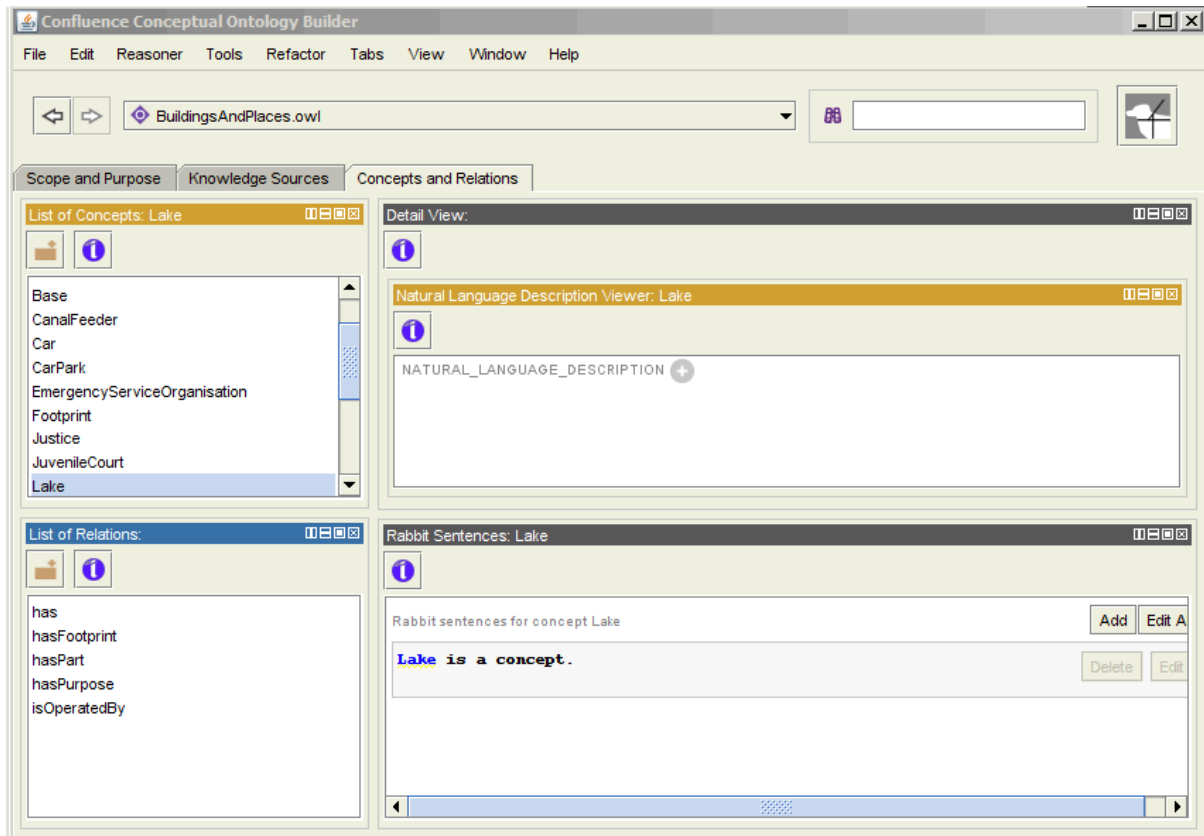 Confluence Conceptual Ontology Builder
File Edit Reasoner Tools Refactor Tabs View Window Help
BuildingsAndPlaces.owl
Scope and Purpose Knowledge Sources Concepts and Relations
List of Concepts: Lake
Base
CanalFeeder
Car
CarPark
EmergencyServiceOrganisation
Footprint
Justice
JuvenileCourt
Lake
Detail View:
Natural Language Description Viewer: Lake
NATURAL_LANGUAGE_DESCRIPTION
List of Relations:
has
hasFootprint
hasPart
hasPurpose
isOperatedBy
Rabbit Sentences: Lake
Rabbit sentences for concept Lake
Add Edit A
Lake is a concept.
Delete Edit